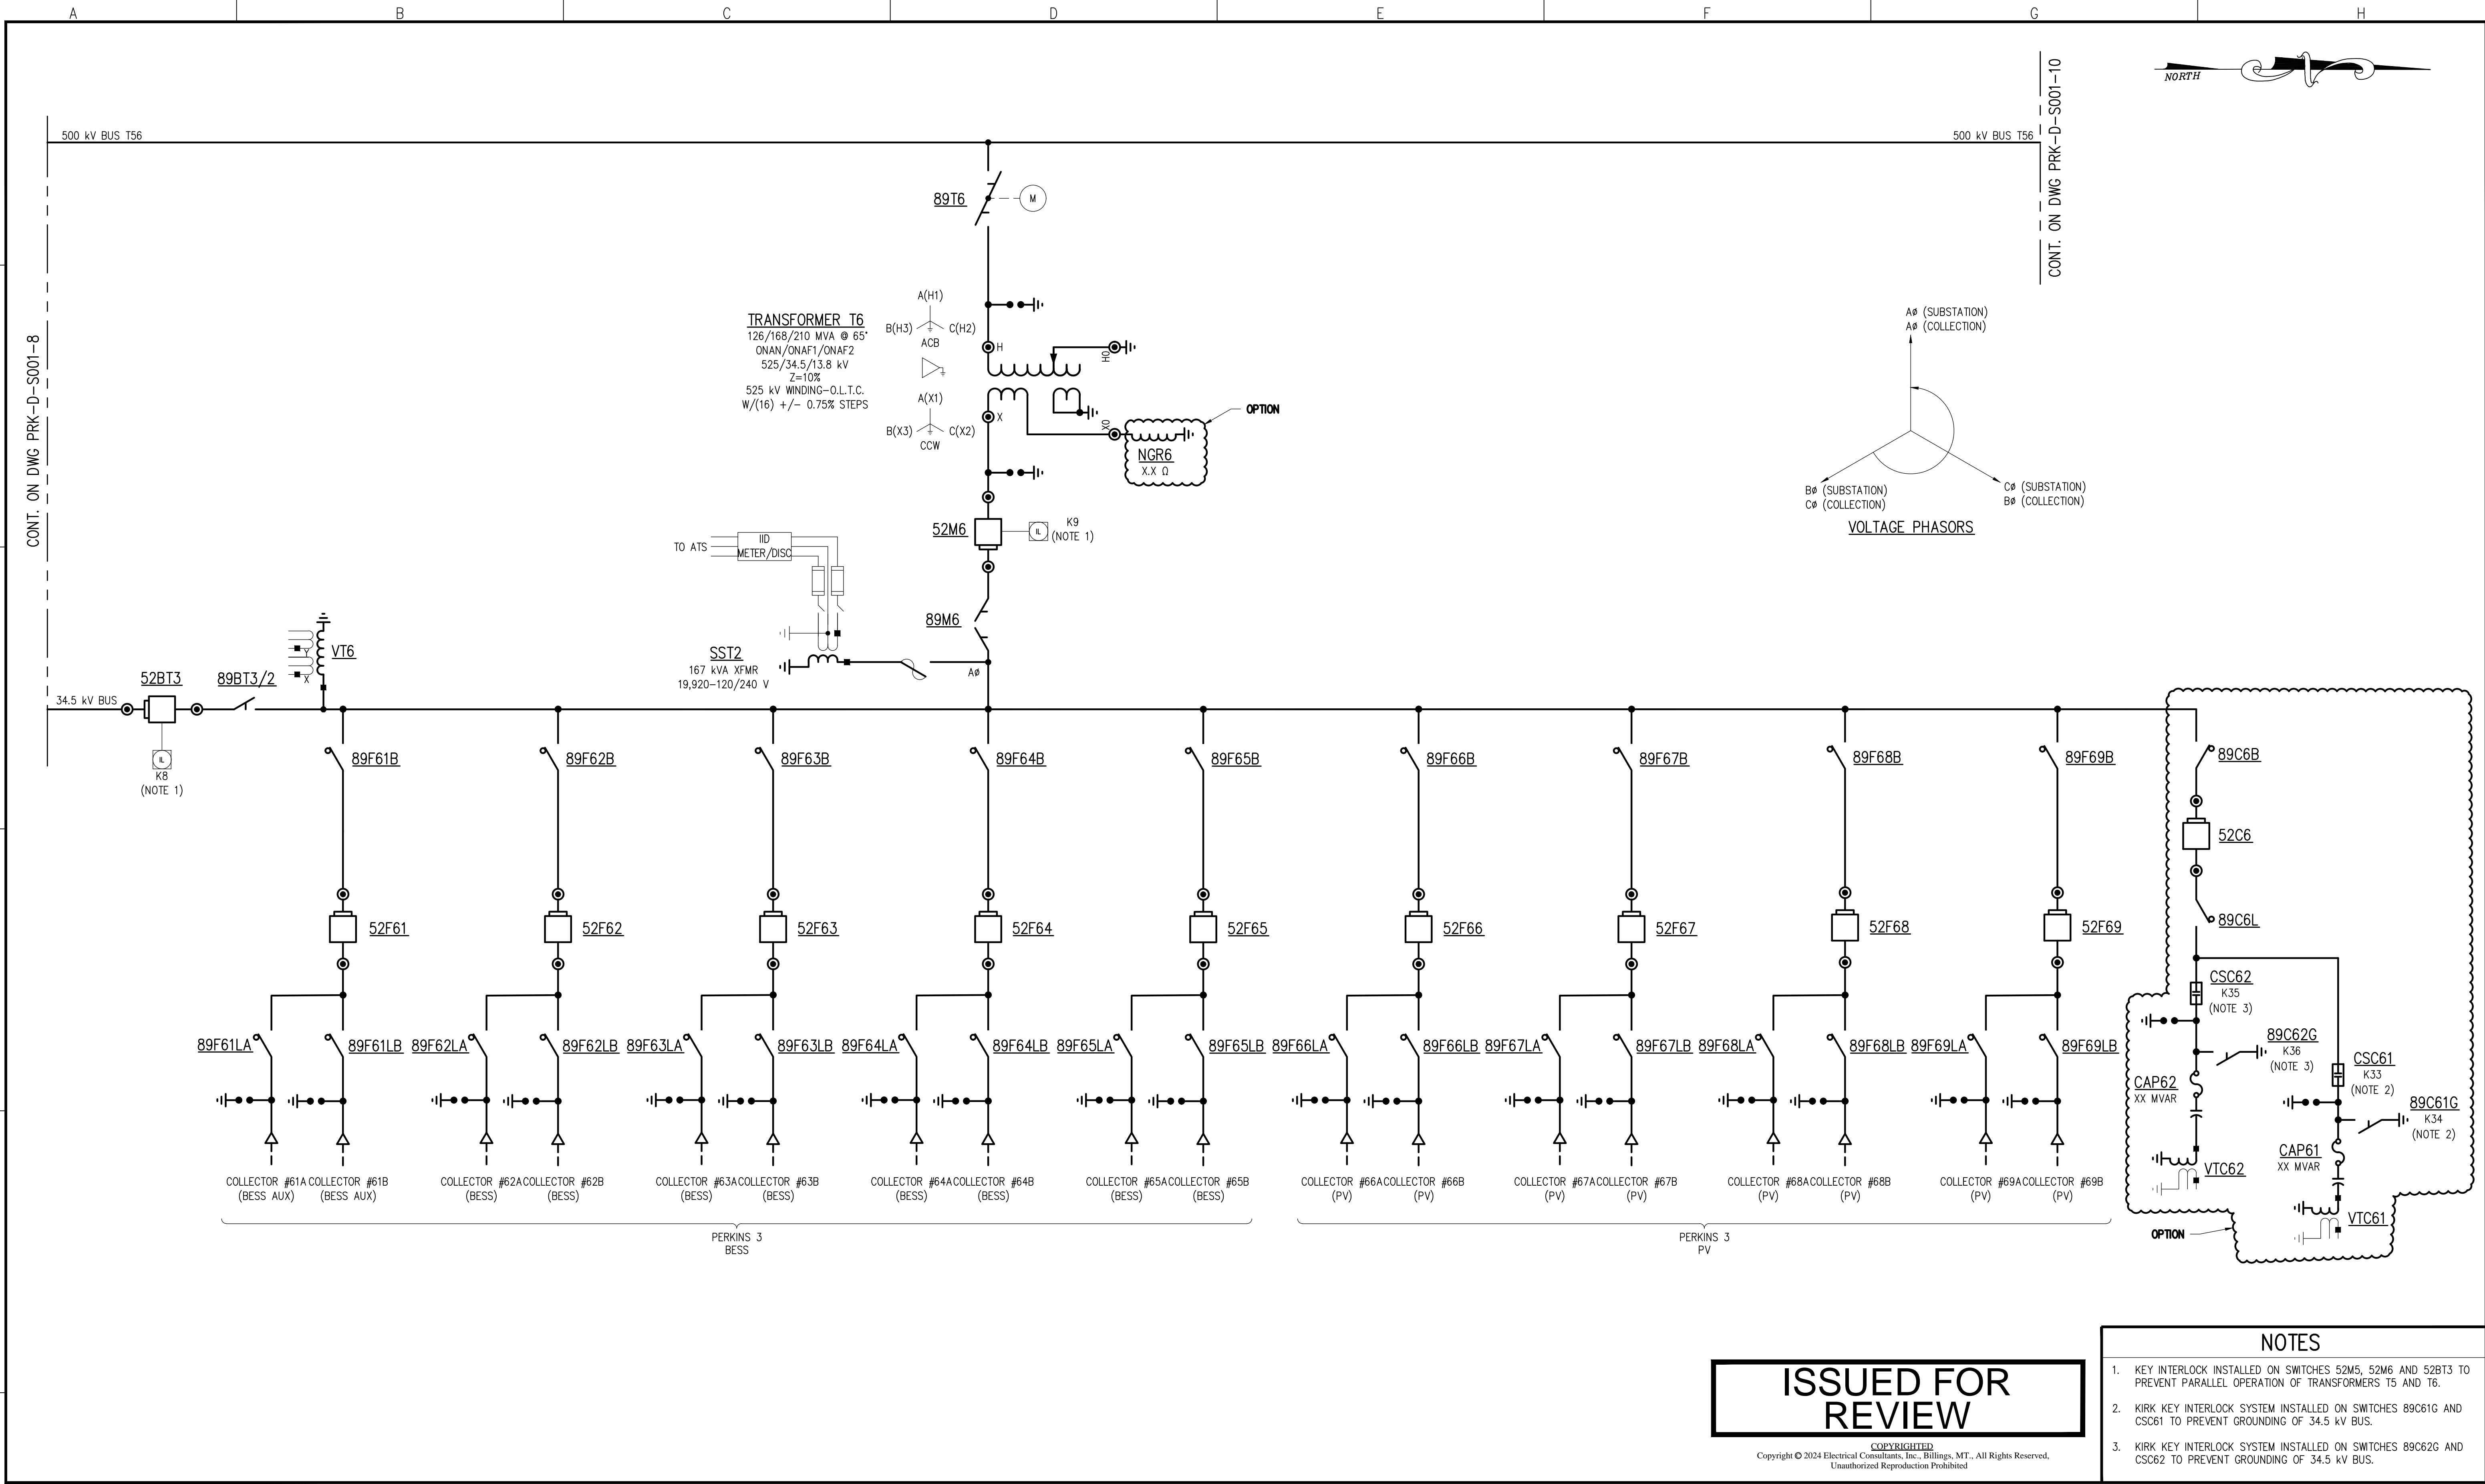 A
B
C
D
E
F
G
H
NORTH
CONT. ON DWG PRK-D-S001-10
500 kV BUS T56
500 kV BUS T56
89T6
M
CONT. ON DWG PRK-D-S001-8
TRANSFORMER T6
126/168/210 MVA @ 65°
ONAN/ONAF1/ONAF2
525/34.5/13.8 kV
Z=10%
525 kV WINDING-O.L.T.C.
W/(16) +/- 0.75% STEPS
A(H1)
B(H3)
C(H2)
ACB
A(X1)
B(X3)
C(X2)
CCW
H
H0
X
X0
OPTION
NGR6
X.X Ω
AØ (SUBSTATION)
AØ (COLLECTION)
BØ (SUBSTATION)
CØ (COLLECTION)
CØ (SUBSTATION)
BØ (COLLECTION)
VOLTAGE PHASORS
52M6
IL
K9
(NOTE 1)
TO ATS
IID
METER/DISC
89M6
SST2
167 kVA XFMR
19,920-120/240 V
AØ
VT6
Y
X
52BT3
89BT3/2
34.5 kV BUS
IL
K8
(NOTE 1)
89F61B
89F62B
89F63B
89F64B
89F65B
89F66B
89F67B
89F68B
89F69B
89C6B
52C6
52F61
52F62
52F63
52F64
52F65
52F66
52F67
52F68
52F69
89C6L
CSC62
K35
(NOTE 3)
89F61LA
89F61LB
89F62LA
89F62LB
89F63LA
89F63LB
89F64LA
89F64LB
89F65LA
89F65LB
89F66LA
89F66LB
89F67LA
89F67LB
89F68LA
89F68LB
89F69LA
89F69LB
89C62G
K36
(NOTE 3)
CSC61
K33
(NOTE 2)
CAP62
XX MVAR
89C61G
K34
(NOTE 2)
CAP61
XX MVAR
VTC62
VTC61
OPTION
COLLECTOR #61A
(BESS AUX)
COLLECTOR #61B
(BESS AUX)
COLLECTOR #62A
(BESS)
COLLECTOR #62B
(BESS)
COLLECTOR #63A
(BESS)
COLLECTOR #63B
(BESS)
COLLECTOR #64A
(BESS)
COLLECTOR #64B
(BESS)
COLLECTOR #65A
(BESS)
COLLECTOR #65B
(BESS)
COLLECTOR #66A
(PV)
COLLECTOR #66B
(PV)
COLLECTOR #67A
(PV)
COLLECTOR #67B
(PV)
COLLECTOR #68A
(PV)
COLLECTOR #68B
(PV)
COLLECTOR #69A
(PV)
COLLECTOR #69B
(PV)
PERKINS 3
BESS
PERKINS 3
PV
ISSUED FOR
REVIEW
COPYRIGHTED
Copyright © 2024 Electrical Consultants, Inc., Billings, MT., All Rights Reserved,
Unauthorized Reproduction Prohibited
NOTES
1. KEY INTERLOCK INSTALLED ON SWITCHES 52M5, 52M6 AND 52BT3 TO
PREVENT PARALLEL OPERATION OF TRANSFORMERS T5 AND T6.
2. KIRK KEY INTERLOCK SYSTEM INSTALLED ON SWITCHES 89C61G AND
CSC61 TO PREVENT GROUNDING OF 34.5 kV BUS.
3. KIRK KEY INTERLOCK SYSTEM INSTALLED ON SWITCHES 89C62G AND
CSC62 TO PREVENT GROUNDING OF 34.5 kV BUS.